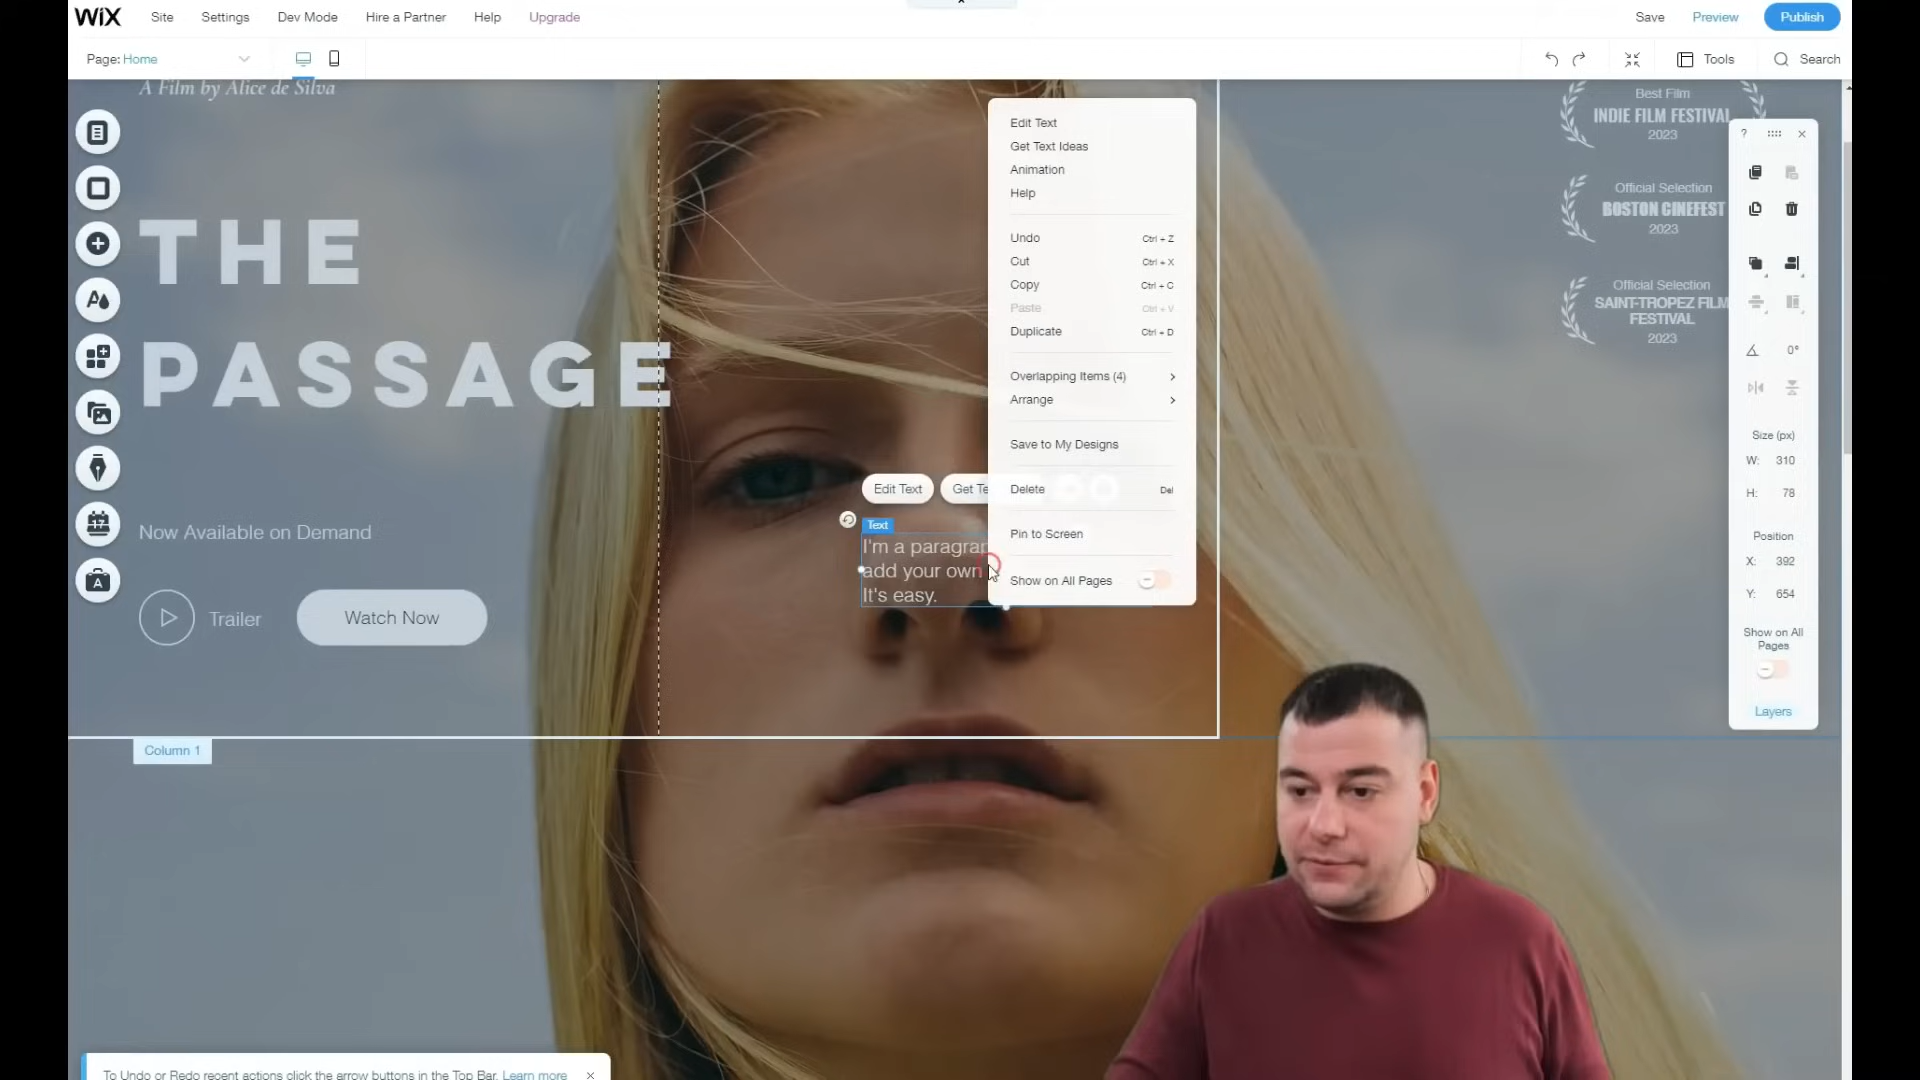 WIX Site Settings Dev Mode Hire a Partner Help Upgrade Save Preview Publish
Page: Home Tools Search
A Film by Alice de Silva
THE
PASSAGE
Now Available on Demand
Trailer Watch Now
Column 1
Edit Text
Get Text Ideas
Animation
Help
Undo Ctrl + Z
Cut Ctrl + X
Copy Ctrl + C
Paste Ctrl + V
Duplicate Ctrl + D
Overlapping Items (4)
Arrange
Save to My Designs
Delete Del
Pin to Screen
Show on All Pages
Edit Text Get Te
Text
I'm a paragra
add your own
It's easy.
Best Film
INDIE FILM FESTIVAL
2023
Official Selection
BOSTON CINEFEST
2023
Official Selection
SAINT-TROPEZ FILM
FESTIVAL
2023
?
0°
Size (px)
W: 310
H: 78
Position
X: 392
Y: 654
Show on All
Pages
Layers
17
A
To Undo or Redo recent actions click the arrow buttons in the Top Bar. Learn more